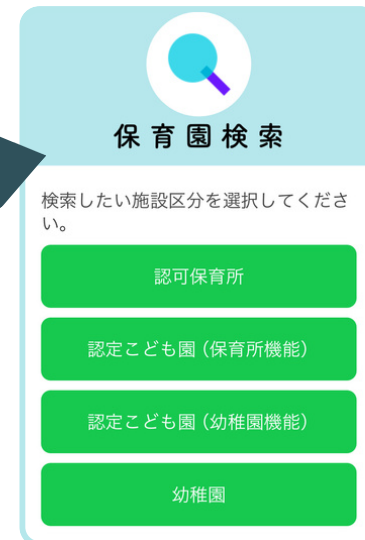 保育園検索
検索したい施設区分を選択してくださ
い。
認可保育所
認定こども園（保育所機能）
認定こども園（幼稚園機能）
幼稚園